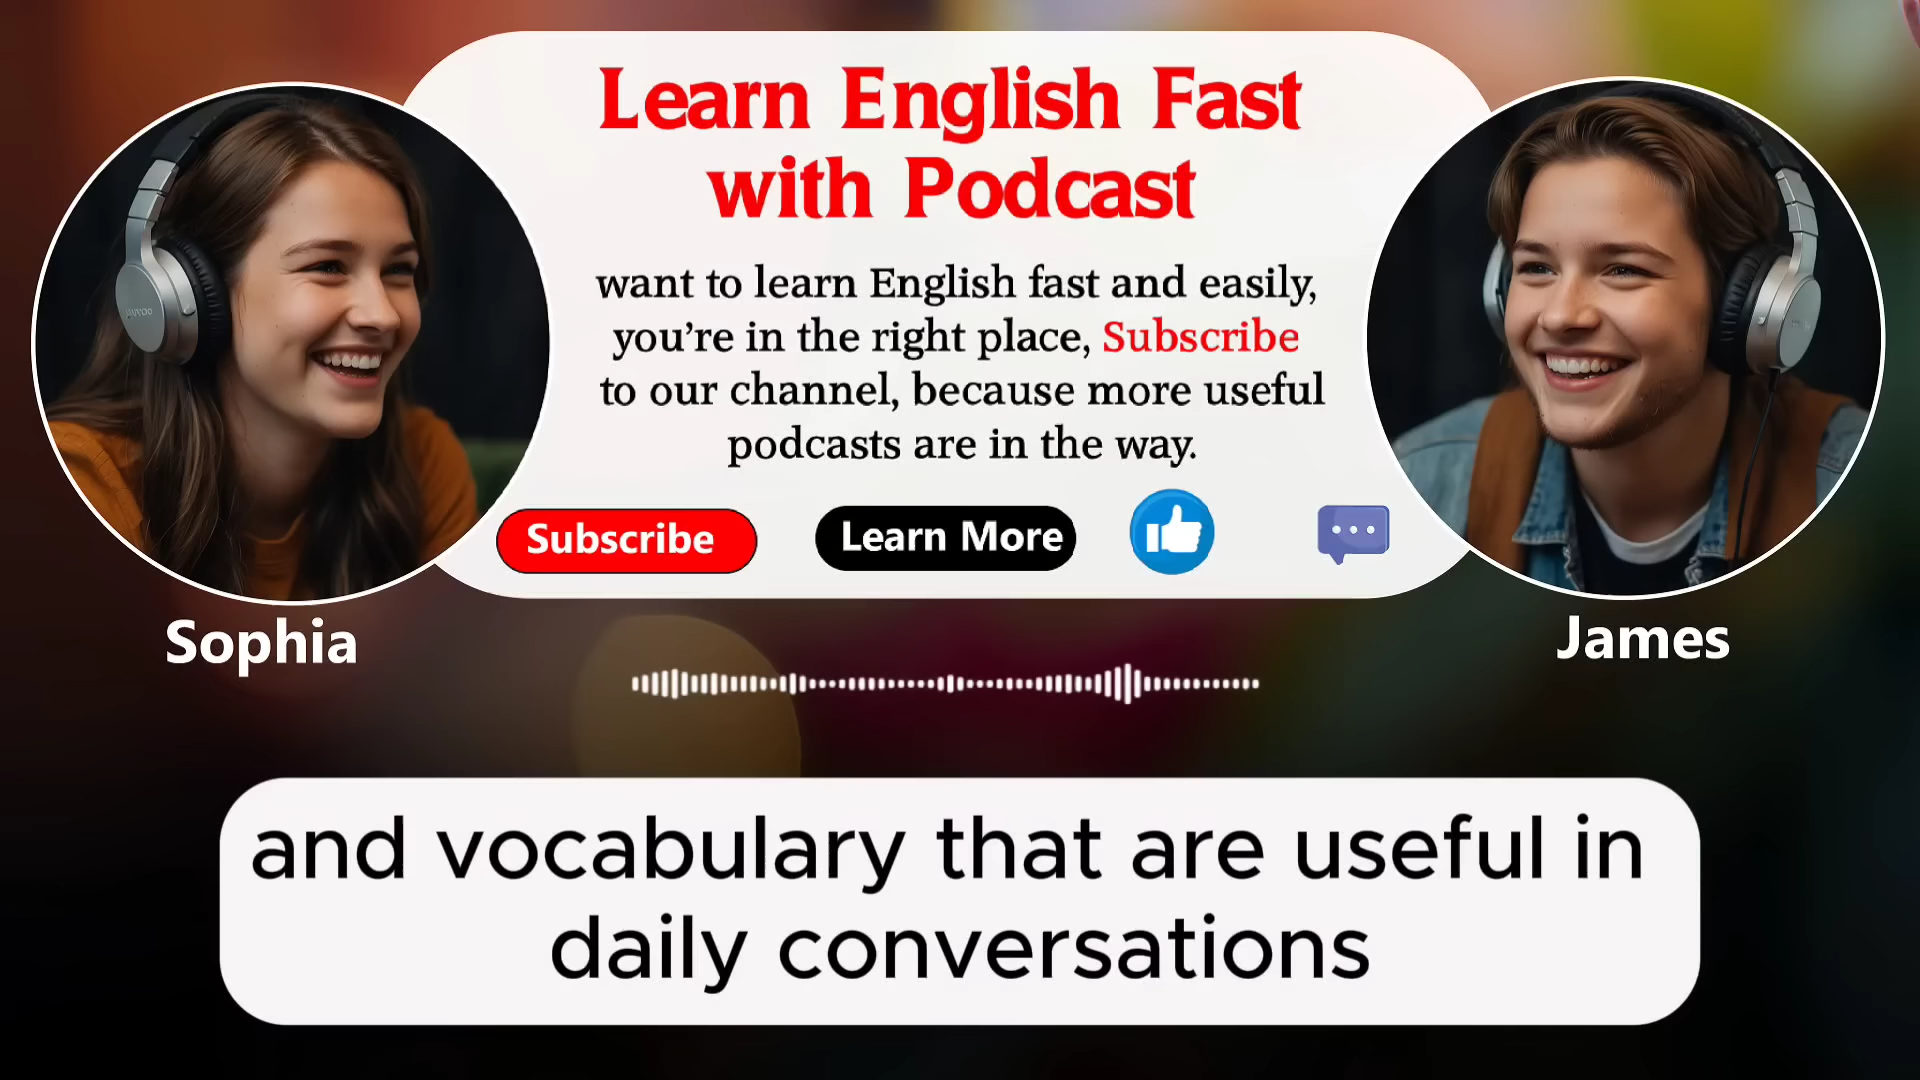 Learn English Fast
with Podcast
want to learn English fast and easily,
you're in the right place, Subscribe
to our channel, because more useful
podcasts are in the way.
Subscribe
Learn More
Sophia
James
and vocabulary that are useful in
daily conversations